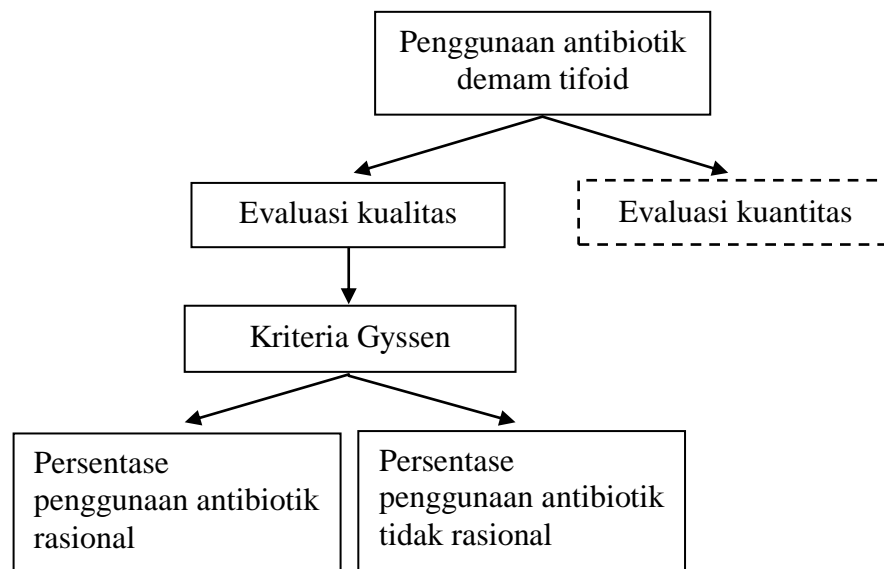 Penggunaan antibiotik
demam tifoid
Evaluasi kualitas
Evaluasi kuantitas
Kriteria Gyssen
Persentase
penggunaan antibiotik
rasional
Persentase
penggunaan antibiotik
tidak rasional